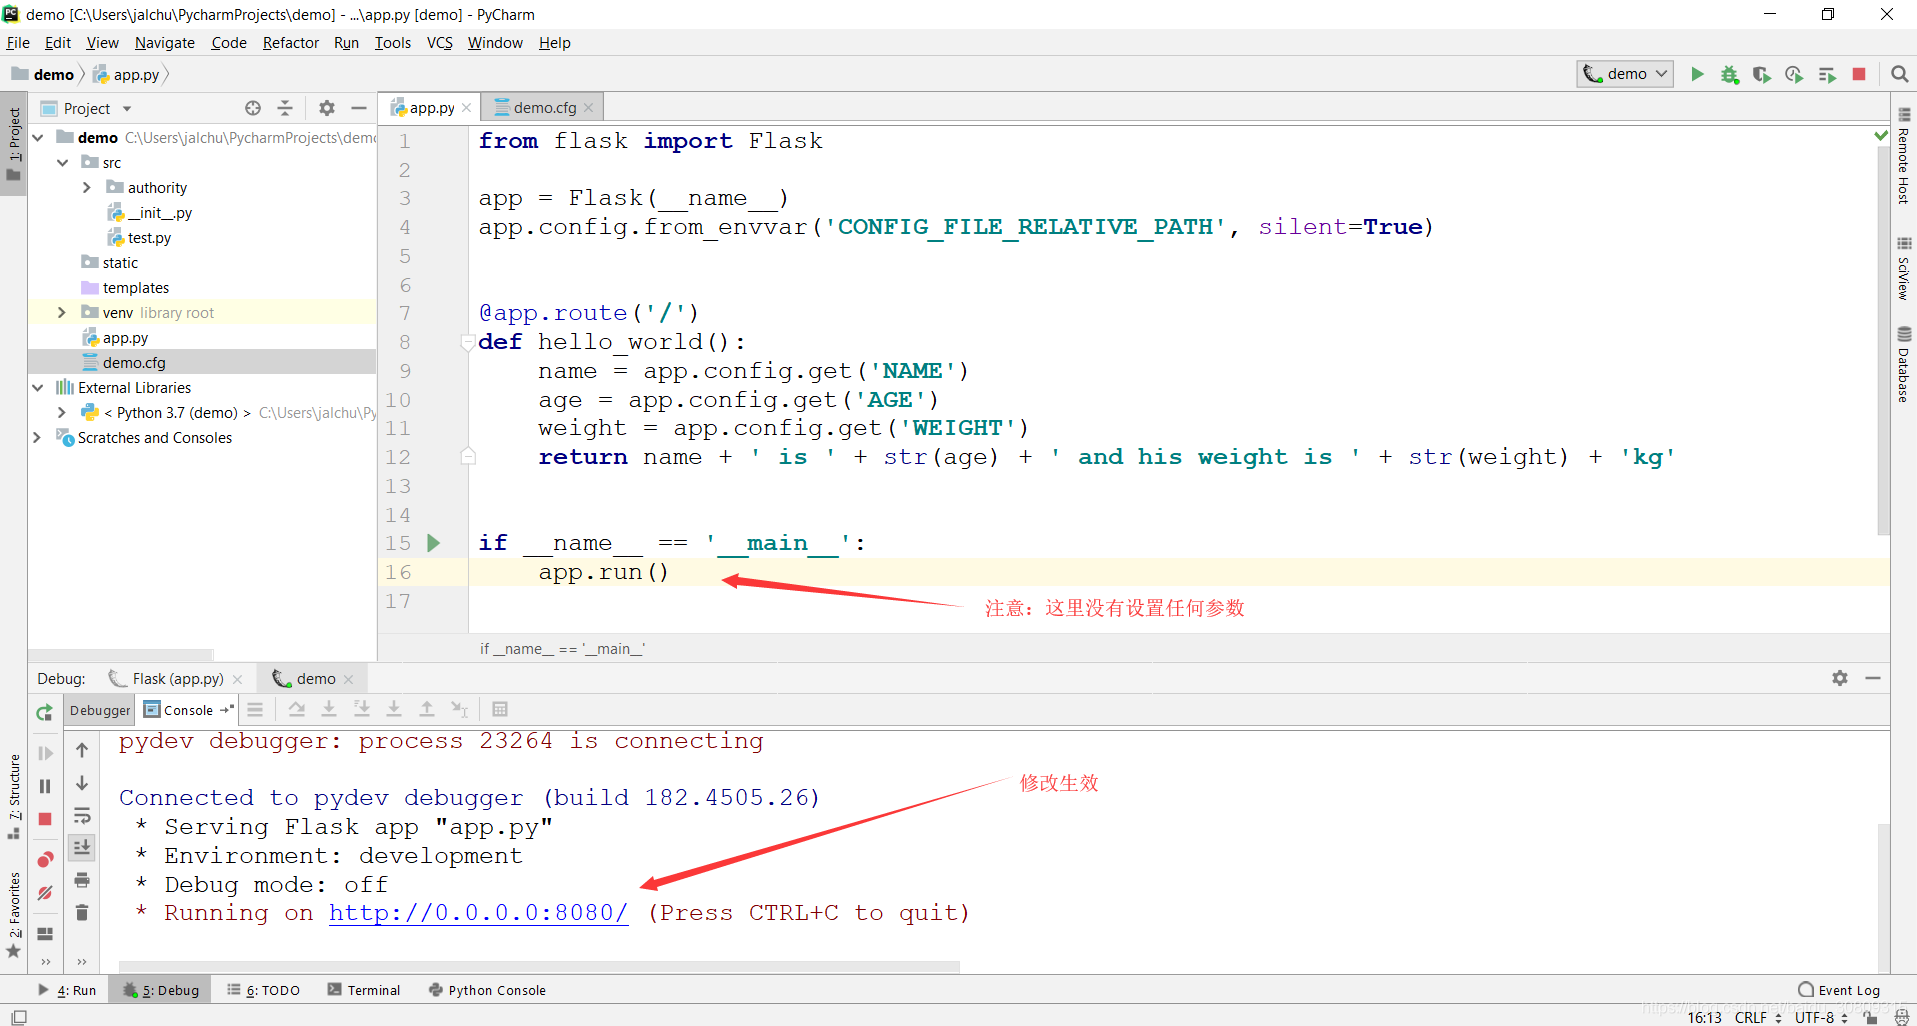 demo [C:\Users\jalchu\PycharmProjects\demo] - ...\app.py [demo] - PyCharm
File Edit View Navigate Code Refactor Run Tools VCS Window Help
demo app.py demo
1: Project
Project
demo C:\Users\jalchu\PycharmProjects\demo
src
authority
__init__.py
test.py
static
templates
venv library root
app.py
demo.cfg
External Libraries
< Python 3.7 (demo) > C:\Users\jalchu\Py
Scratches and Consoles
app.py demo.cfg
1 from flask import Flask
2
3 app = Flask(__name__)
4 app.config.from_envvar('CONFIG_FILE_RELATIVE_PATH', silent=True)
5
6
7 @app.route('/')
8 def hello_world():
9 name = app.config.get('NAME')
10 age = app.config.get('AGE')
11 weight = app.config.get('WEIGHT')
12 return name + ' is ' + str(age) + ' and his weight is ' + str(weight) + 'kg'
13
14
15 if __name__ == '__main__':
16 app.run()
17
注意：这里没有设置任何参数
if __name__ == '__main__'
Remote Host
SciView
Database
Debug: Flask (app.py) demo
Debugger Console
pydev debugger: process 23264 is connecting
Connected to pydev debugger (build 182.4505.26)
* Serving Flask app "app.py"
* Environment: development
* Debug mode: off
* Running on http://0.0.0.0:8080/ (Press CTRL+C to quit)
修改生效
7: Structure
2: Favorites
4: Run 5: Debug 6: TODO Terminal Python Console Event Log
16:13 CRLF UTF-8